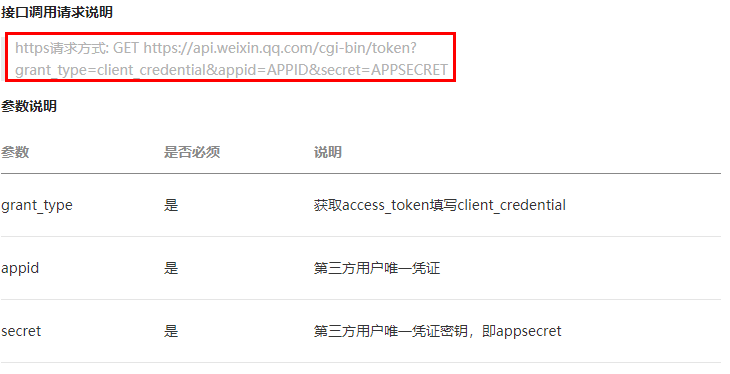 接口调用请求说明
https请求方式: GET https://api.weixin.qq.com/cgi-bin/token?
grant_type=client_credential&appid=APPID&secret=APPSECRET
参数说明
参数 是否必须 说明
grant_type 是 获取access_token填写client_credential
appid 是 第三方用户唯一凭证
secret 是 第三方用户唯一凭证密钥，即appsecret